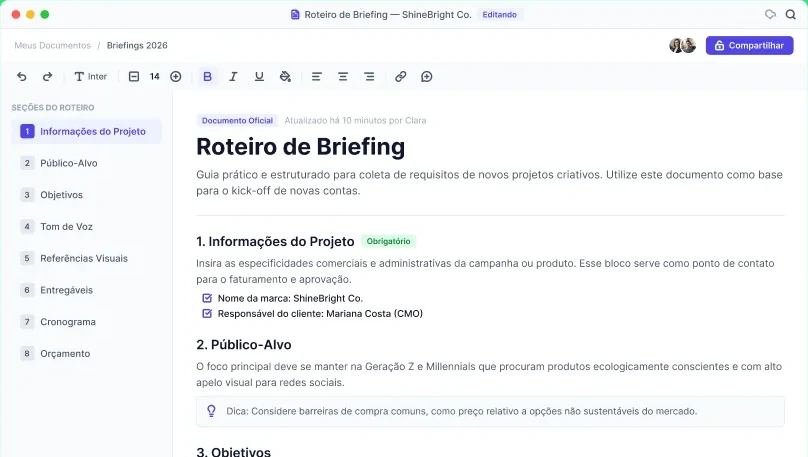 Roteiro de Briefing — ShineBright Co. Editando
Meus Documentos / Briefings 2026
Compartilhar
Inter 14 B I U
SEÇÕES DO ROTEIRO
1 Informações do Projeto
2 Público-Alvo
3 Objetivos
4 Tom de Voz
5 Referências Visuais
6 Entregáveis
7 Cronograma
8 Orçamento
Documento Oficial Atualizado há 10 minutos por Clara
Roteiro de Briefing
Guia prático e estruturado para coleta de requisitos de novos projetos criativos. Utilize este documento como base
para o kick-off de novas contas.
1. Informações do Projeto Obrigatório
Insira as especificidades comerciais e administrativas da campanha ou produto. Esse bloco serve como ponto de contato
para o faturamento e aprovação.
Nome da marca: ShineBright Co.
Responsável do cliente: Mariana Costa (CMO)
2. Público-Alvo
O foco principal deve se manter na Geração Z e Millennials que procuram produtos ecologicamente conscientes e com alto
apelo visual para redes sociais.
Dica: Considere barreiras de compra comuns, como preço relativo a opções não sustentáveis do mercado.
3. Objetivos